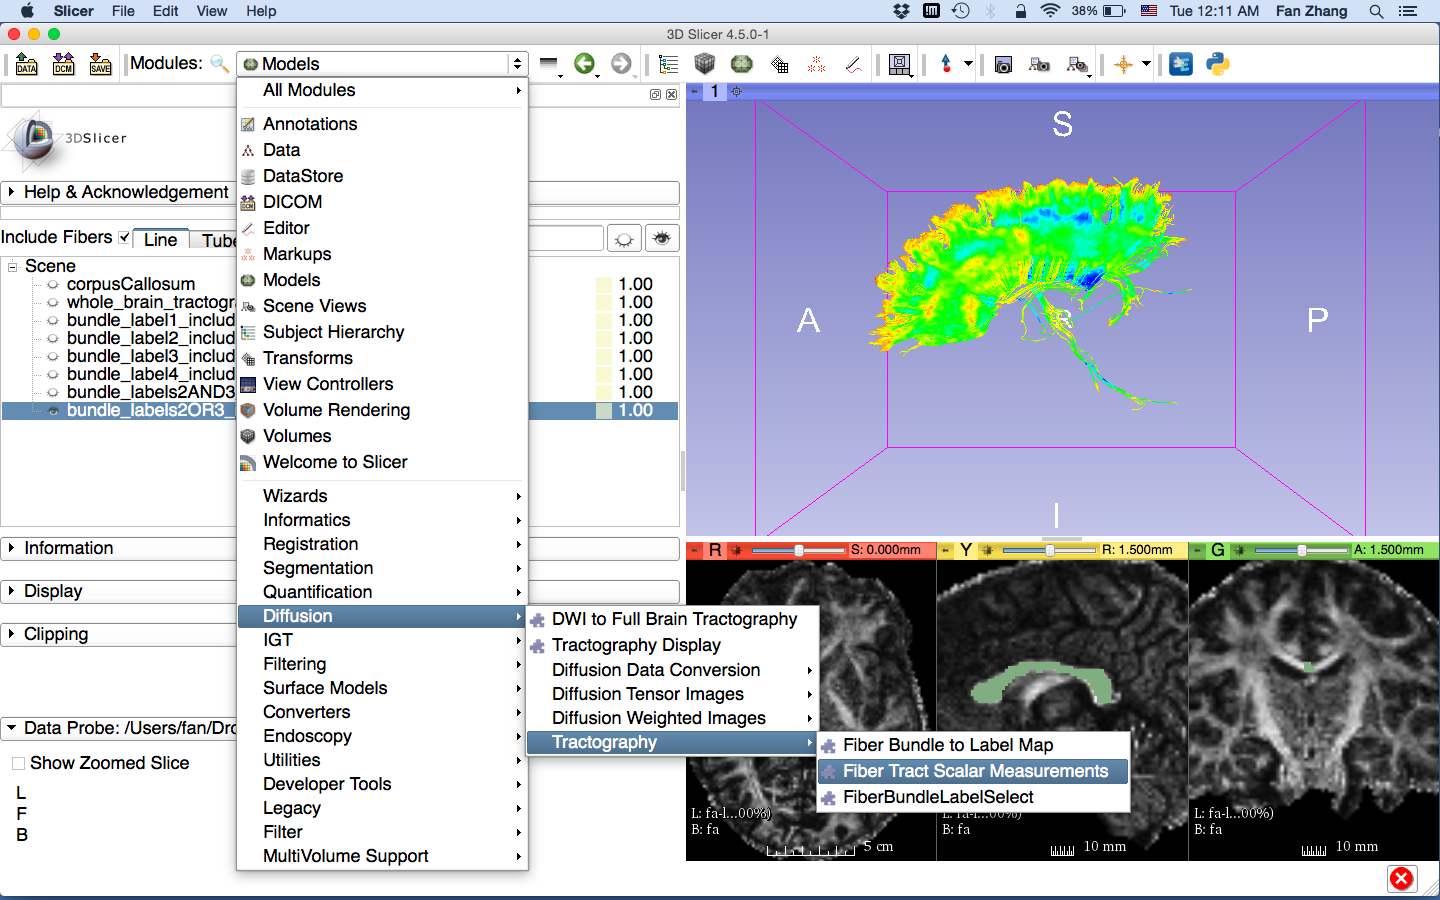 Slicer File Edit View Help
38% Tue 12:11 AM Fan Zhang
3D Slicer 4.5.0-1
DATA DCM SAVE Modules: Models
1
3DSlicer
Help & Acknowledgement
Include Fibers Line Tube
Scene
corpusCallosum 1.00
whole_brain_tractogr 1.00
bundle_label1_includ 1.00
bundle_label2_includ 1.00
bundle_label3_includ 1.00
bundle_label4_includ 1.00
bundle_labels2AND3 1.00
bundle_labels2OR3_ 1.00
Information
Display
Clipping
Data Probe: /Users/fan/Dro
Show Zoomed Slice
L
F
B
All Modules
Annotations
Data
DataStore
DICOM
Editor
Markups
Models
Scene Views
Subject Hierarchy
Transforms
View Controllers
Volume Rendering
Volumes
Welcome to Slicer
Wizards
Informatics
Registration
Segmentation
Quantification
Diffusion
IGT
Filtering
Surface Models
Converters
Endoscopy
Utilities
Developer Tools
Legacy
Filter
MultiVolume Support
DWI to Full Brain Tractography
Tractography Display
Diffusion Data Conversion
Diffusion Tensor Images
Diffusion Weighted Images
Tractography
Fiber Bundle to Label Map
Fiber Tract Scalar Measurements
FiberBundleLabelSelect
S
A
R
P
I
R S: 0.000mm
Y R: 1.500mm
G A: 1.500mm
L: fa-l...00%)
B: fa
5 cm
L: fa-l...00%)
B: fa
10 mm
L: fa-l...00%)
B: fa
10 mm